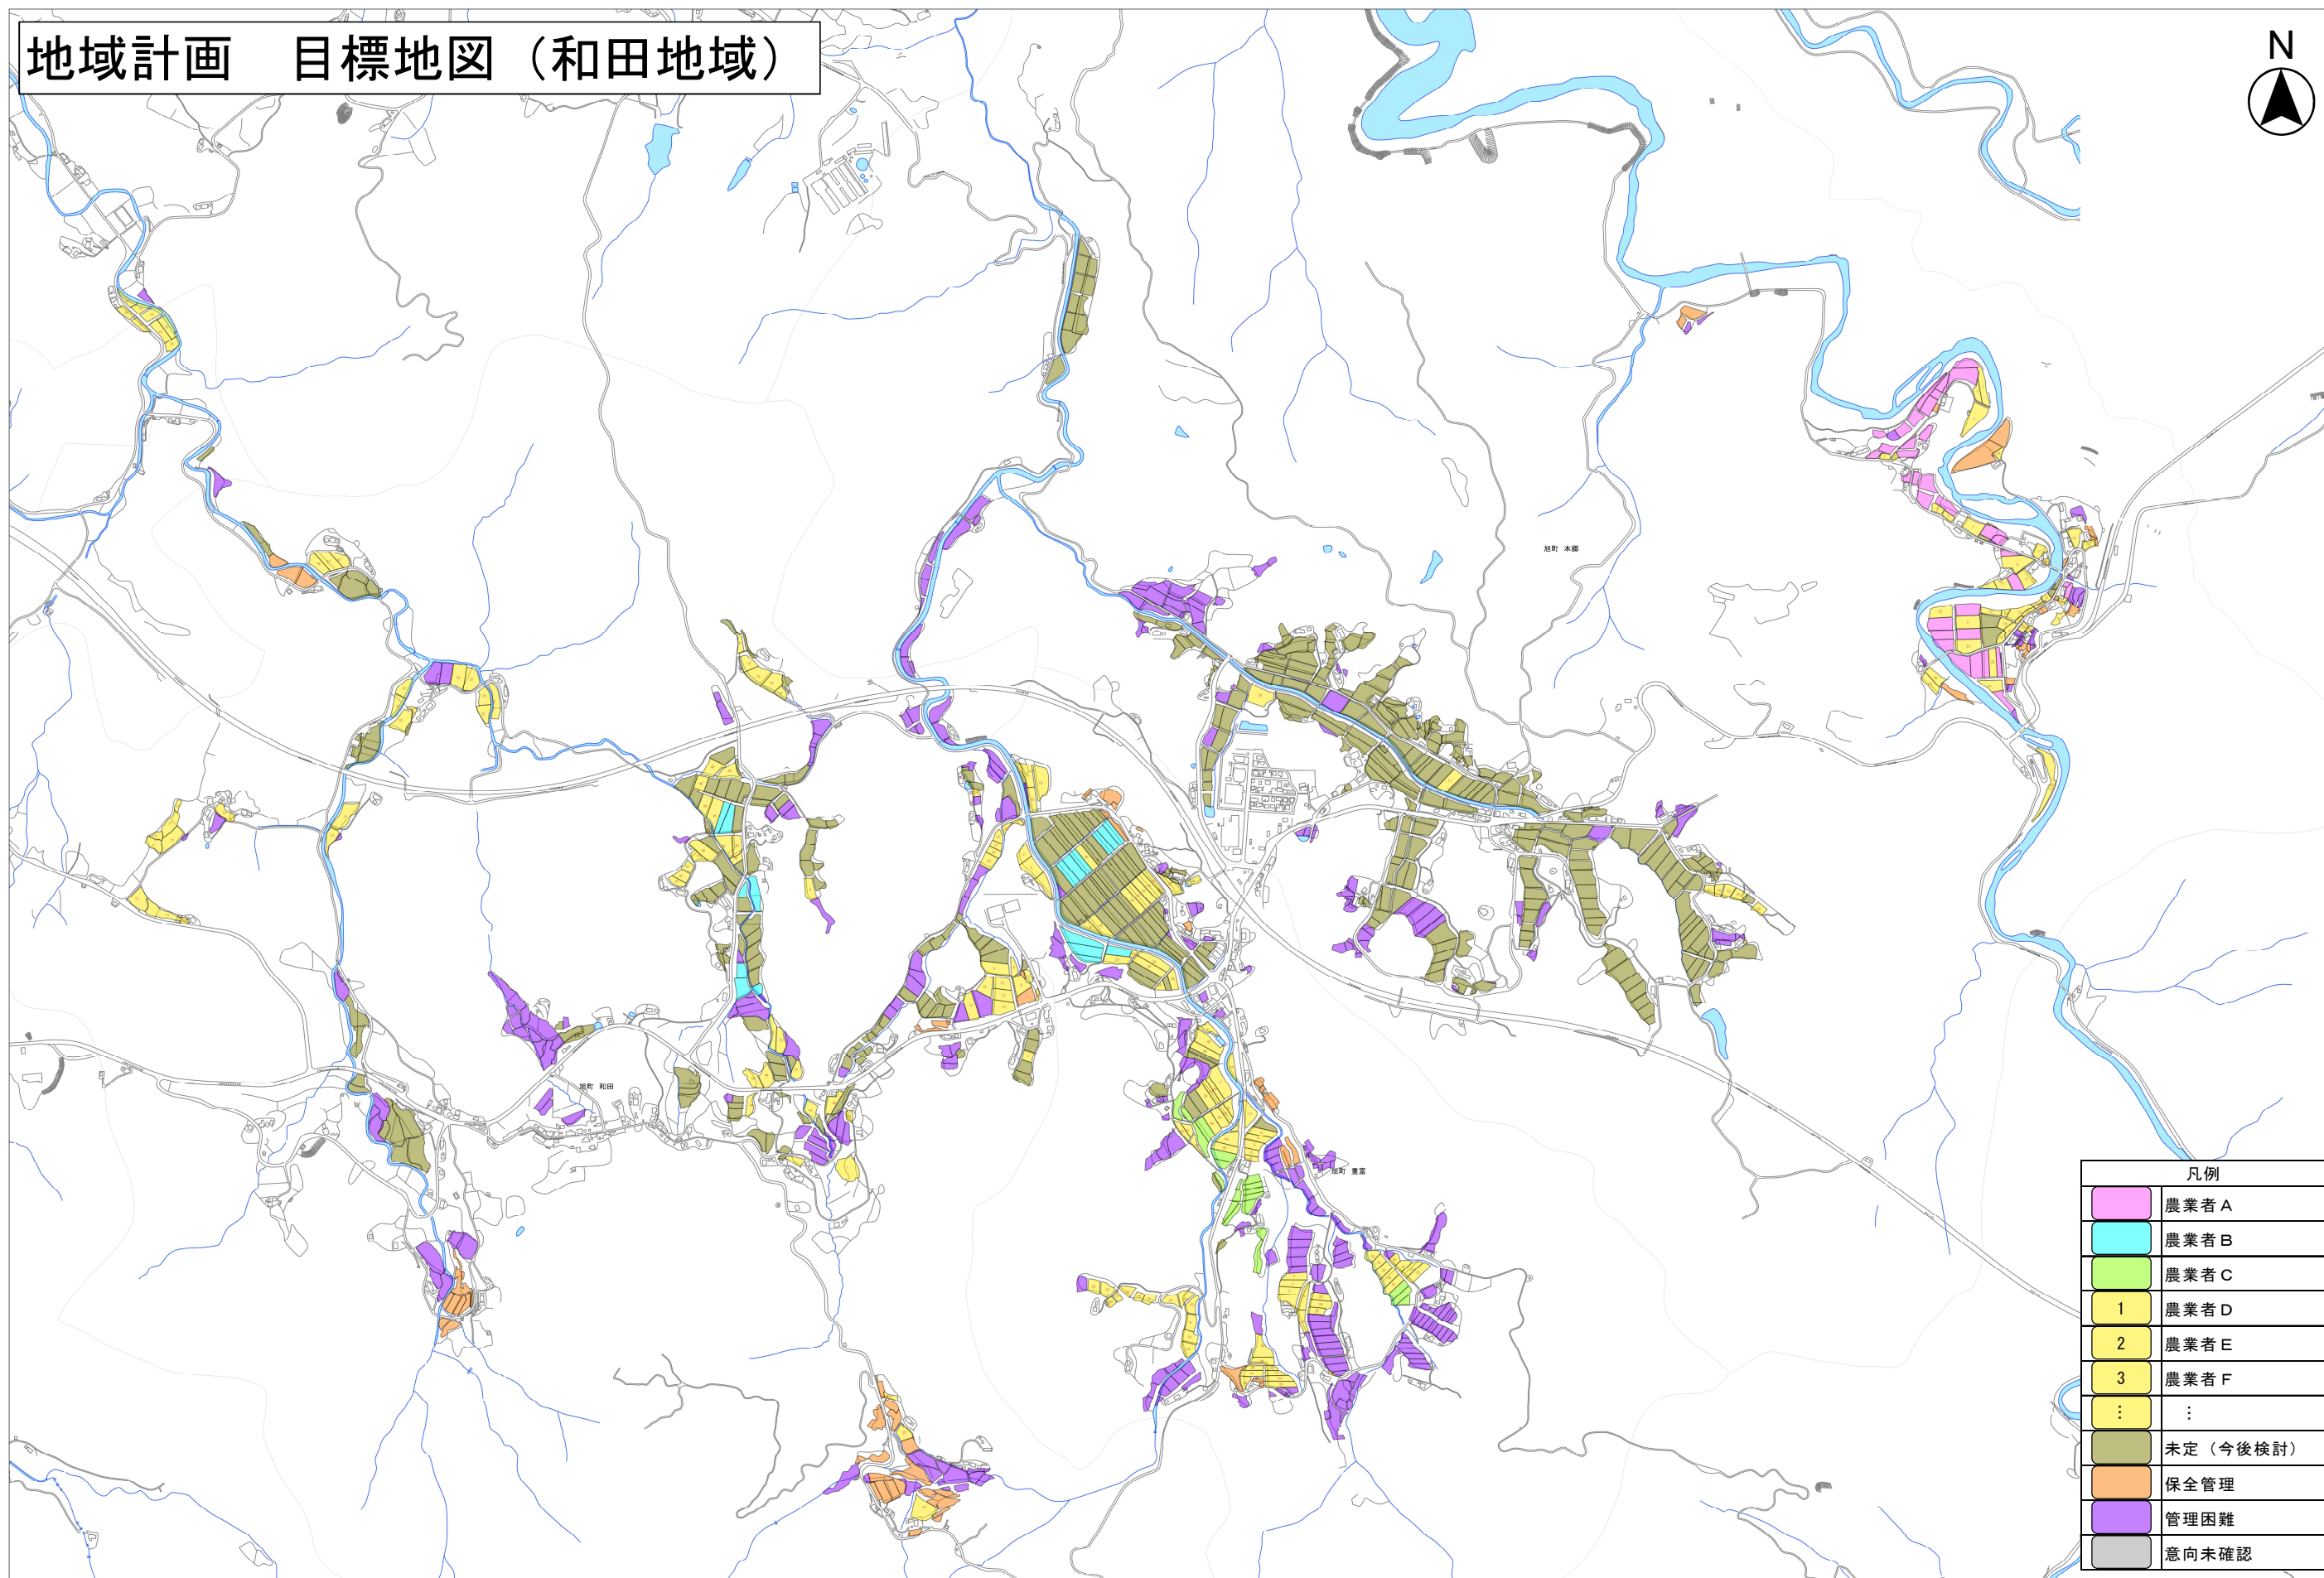 地域計画　目標地図（和田地域）
N
旭町 本郷
旭町 和田
旭町 豊富
凡例
農業者A
農業者B
農業者C
1 農業者D
2 農業者E
3 農業者F
⋮ ⋮
未定（今後検討）
保全管理
管理困難
意向未確認